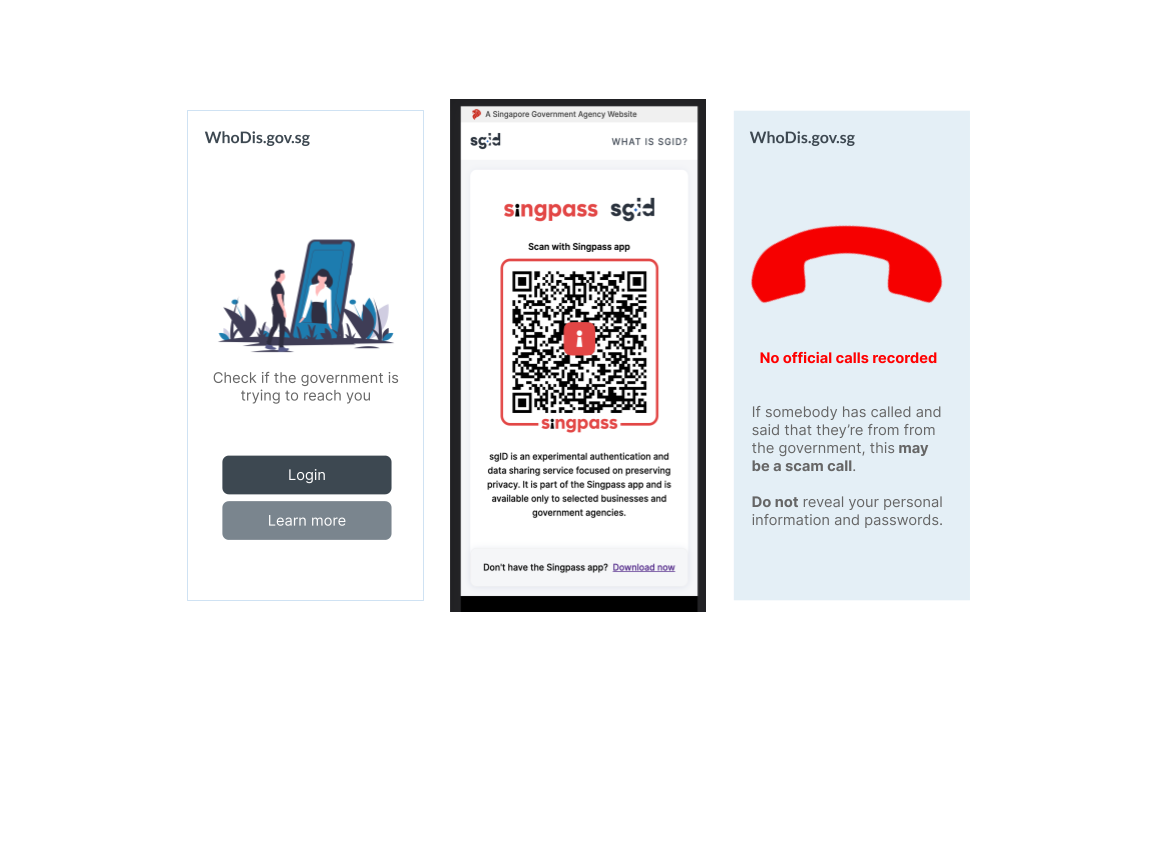 WhoDis.gov.sg
Check if the government is
trying to reach you
Login
Learn more
A Singapore Government Agency Website
sgid
WHAT IS SGID?
singpass sgid
Scan with Singpass app
singpass
sgID is an experimental authentication and
data sharing service focused on preserving
privacy. It is part of the Singpass app and is
available only to selected businesses and
government agencies.
Don't have the Singpass app? Download now
WhoDis.gov.sg
No official calls recorded
If somebody has called and
said that they’re from from
the government, this may
be a scam call.
Do not reveal your personal
information and passwords.